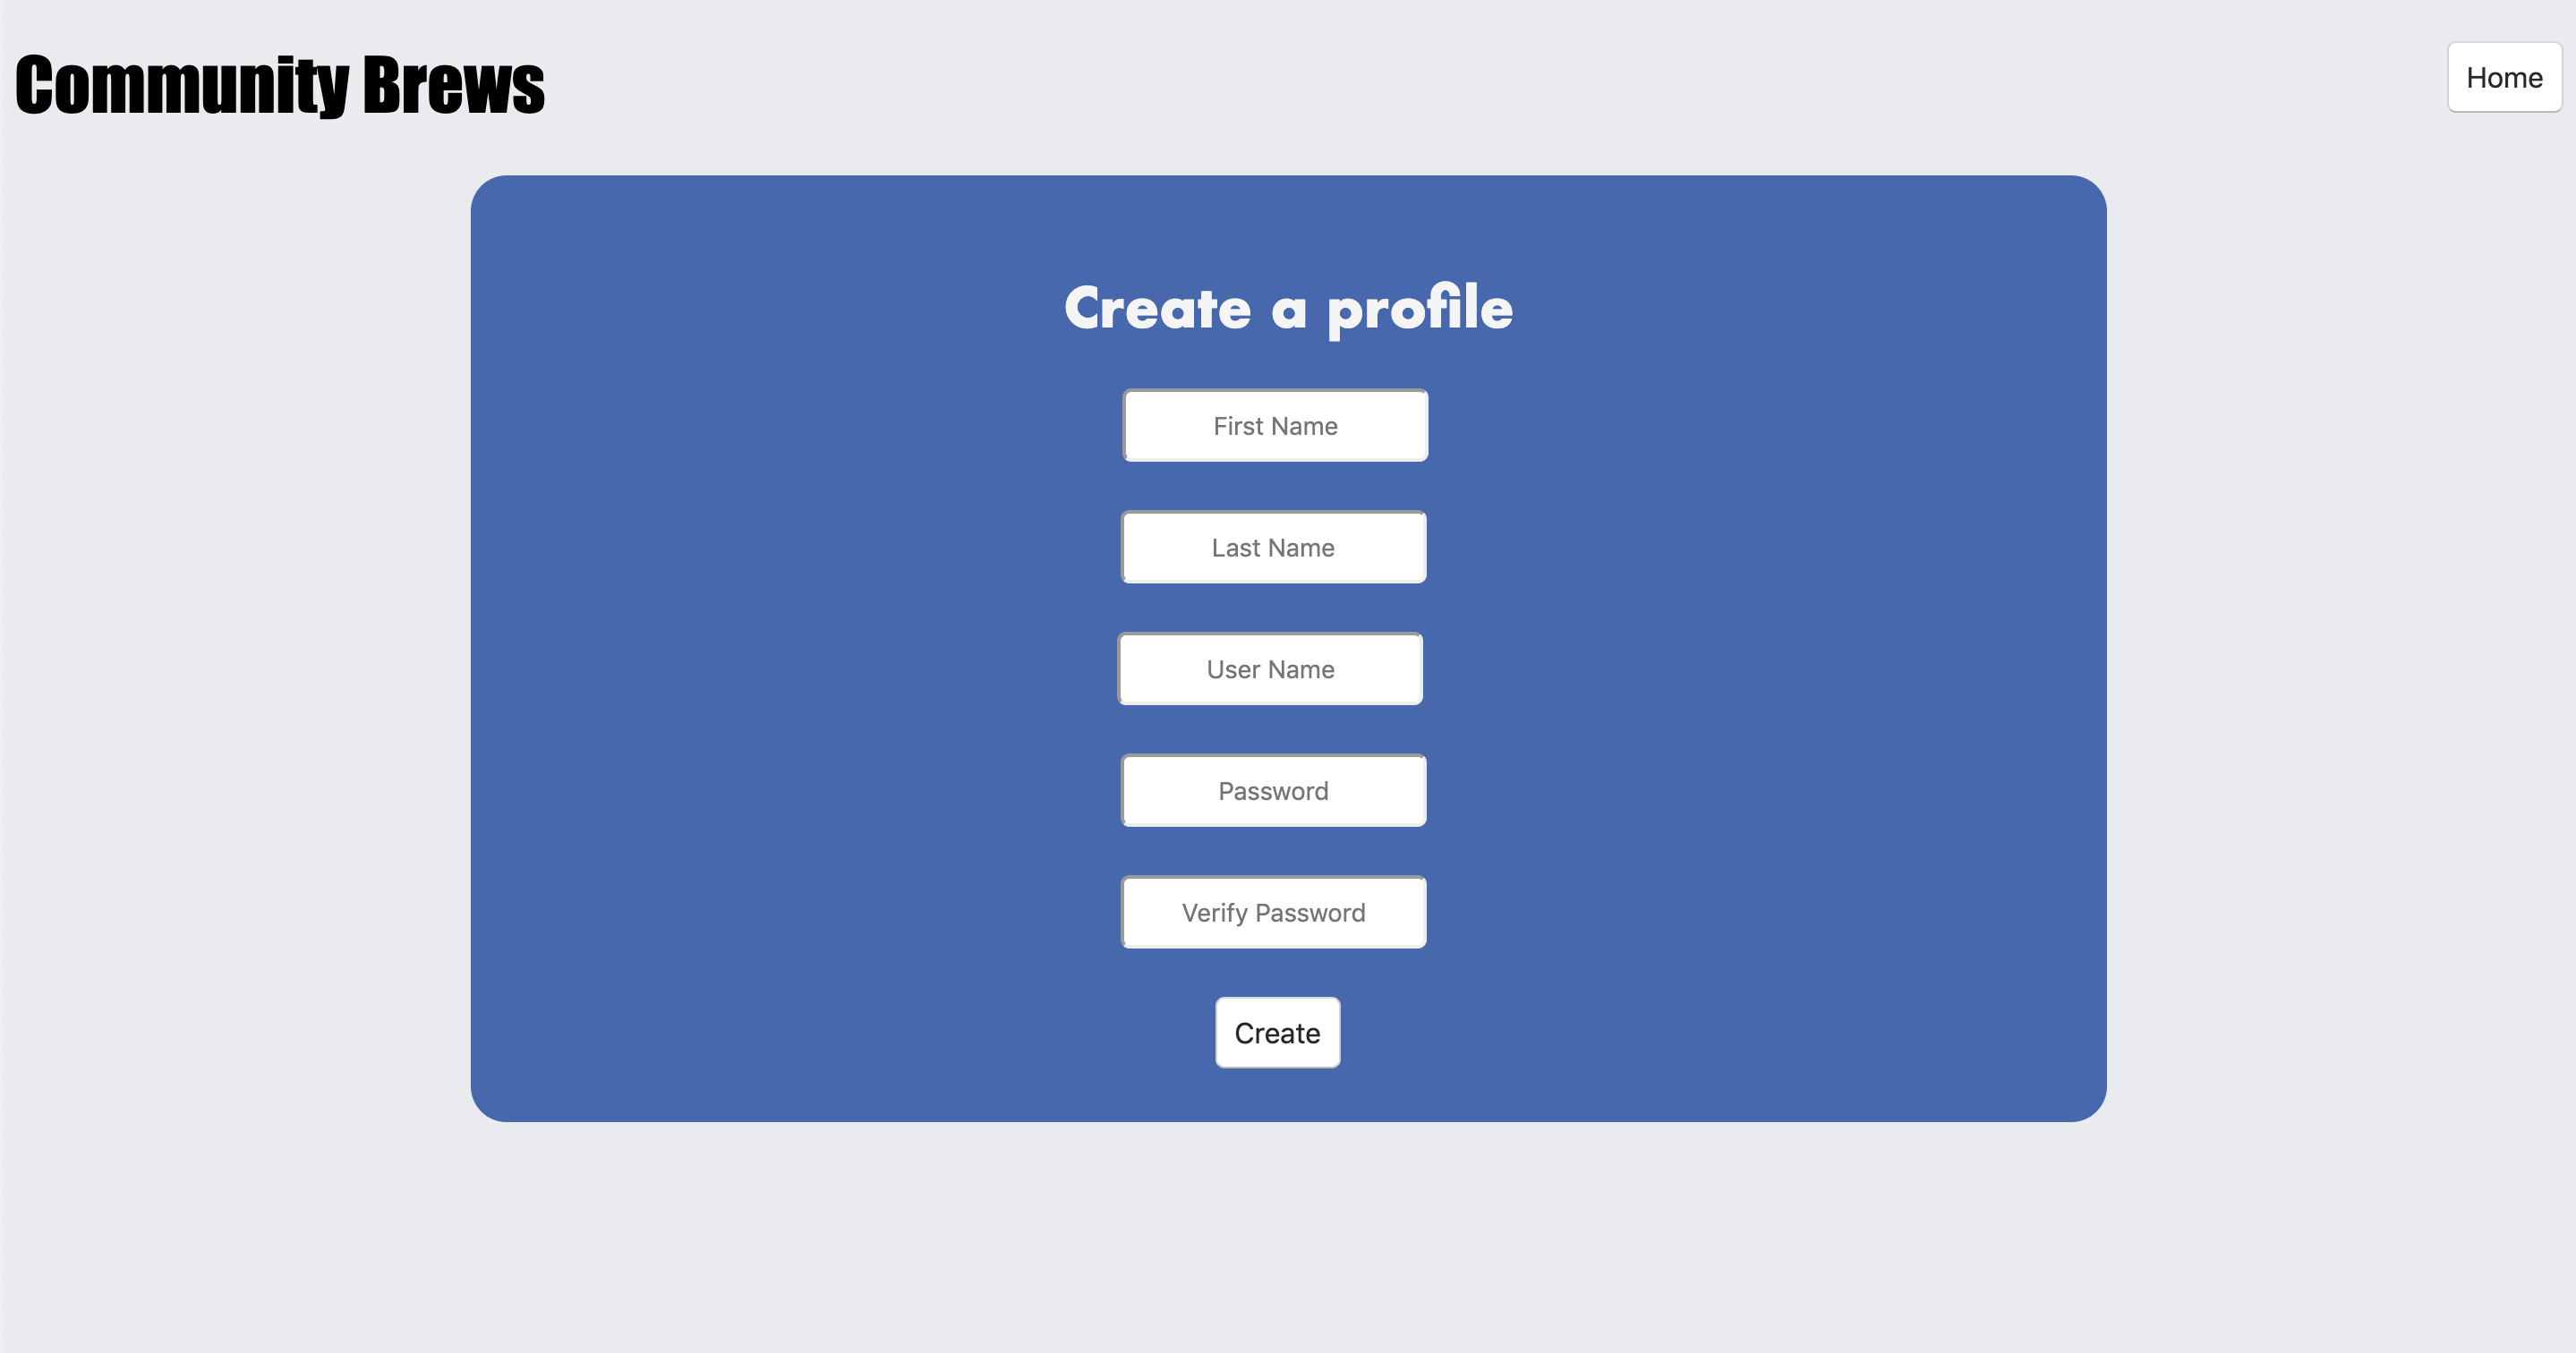 Community Brews
Home
Create a profile
First Name
Last Name
User Name
Password
Verify Password
Create